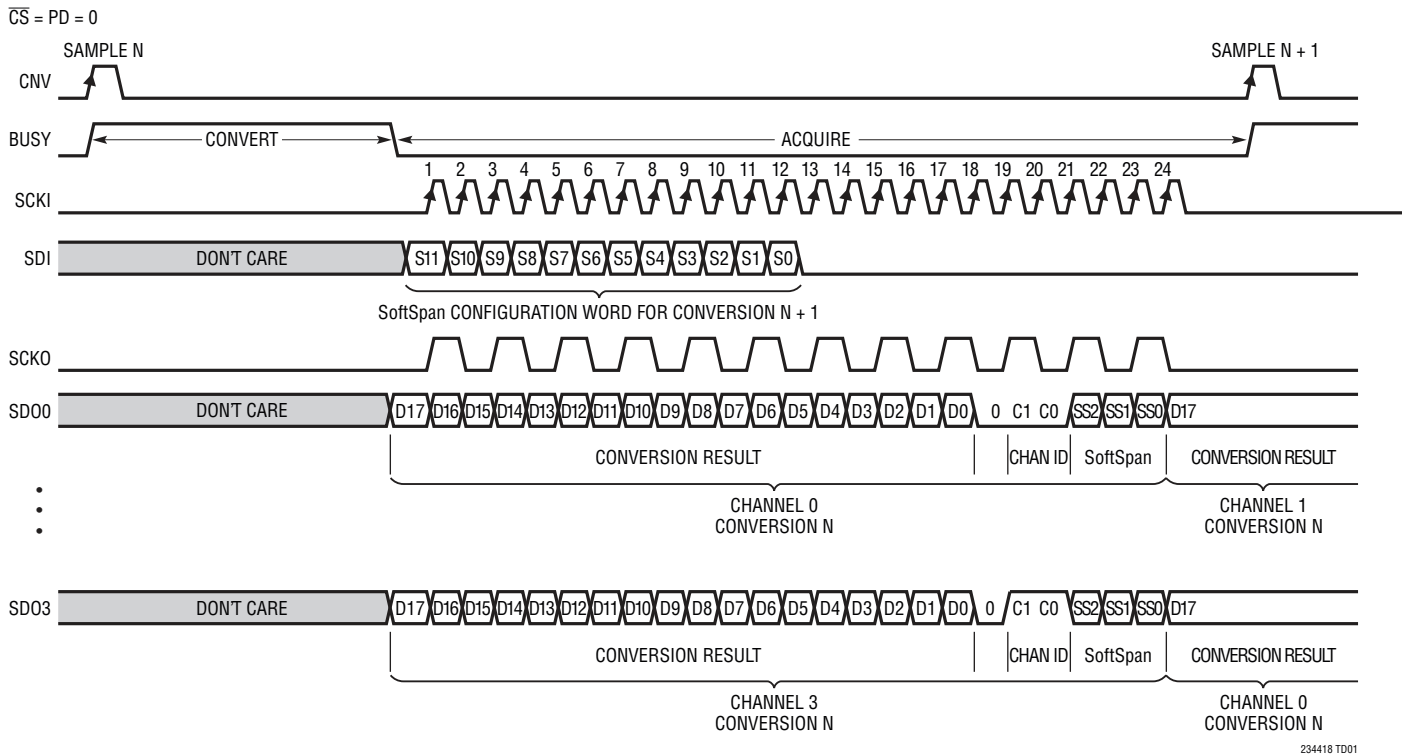 CS = PD = 0
SAMPLE N SAMPLE N + 1
CNV
BUSY CONVERT ACQUIRE
1 2 3 4 5 6 7 8 9 10 11 12 13 14 15 16 17 18 19 20 21 22 23 24
SCKI
SDI DON'T CARE S11 S10 S9 S8 S7 S6 S5 S4 S3 S2 S1 S0
SoftSpan CONFIGURATION WORD FOR CONVERSION N + 1
SCKO
SDO0 DON'T CARE D17 D16 D15 D14 D13 D12 D11 D10 D9 D8 D7 D6 D5 D4 D3 D2 D1 D0 0 C1 C0 SS2 SS1 SS0 D17
CONVERSION RESULT CHAN ID SoftSpan CONVERSION RESULT
CHANNEL 0 CHANNEL 1
CONVERSION N CONVERSION N
SDO3 DON'T CARE D17 D16 D15 D14 D13 D12 D11 D10 D9 D8 D7 D6 D5 D4 D3 D2 D1 D0 0 C1 C0 SS2 SS1 SS0 D17
CONVERSION RESULT CHAN ID SoftSpan CONVERSION RESULT
CHANNEL 3 CHANNEL 0
CONVERSION N CONVERSION N
234418 TD01